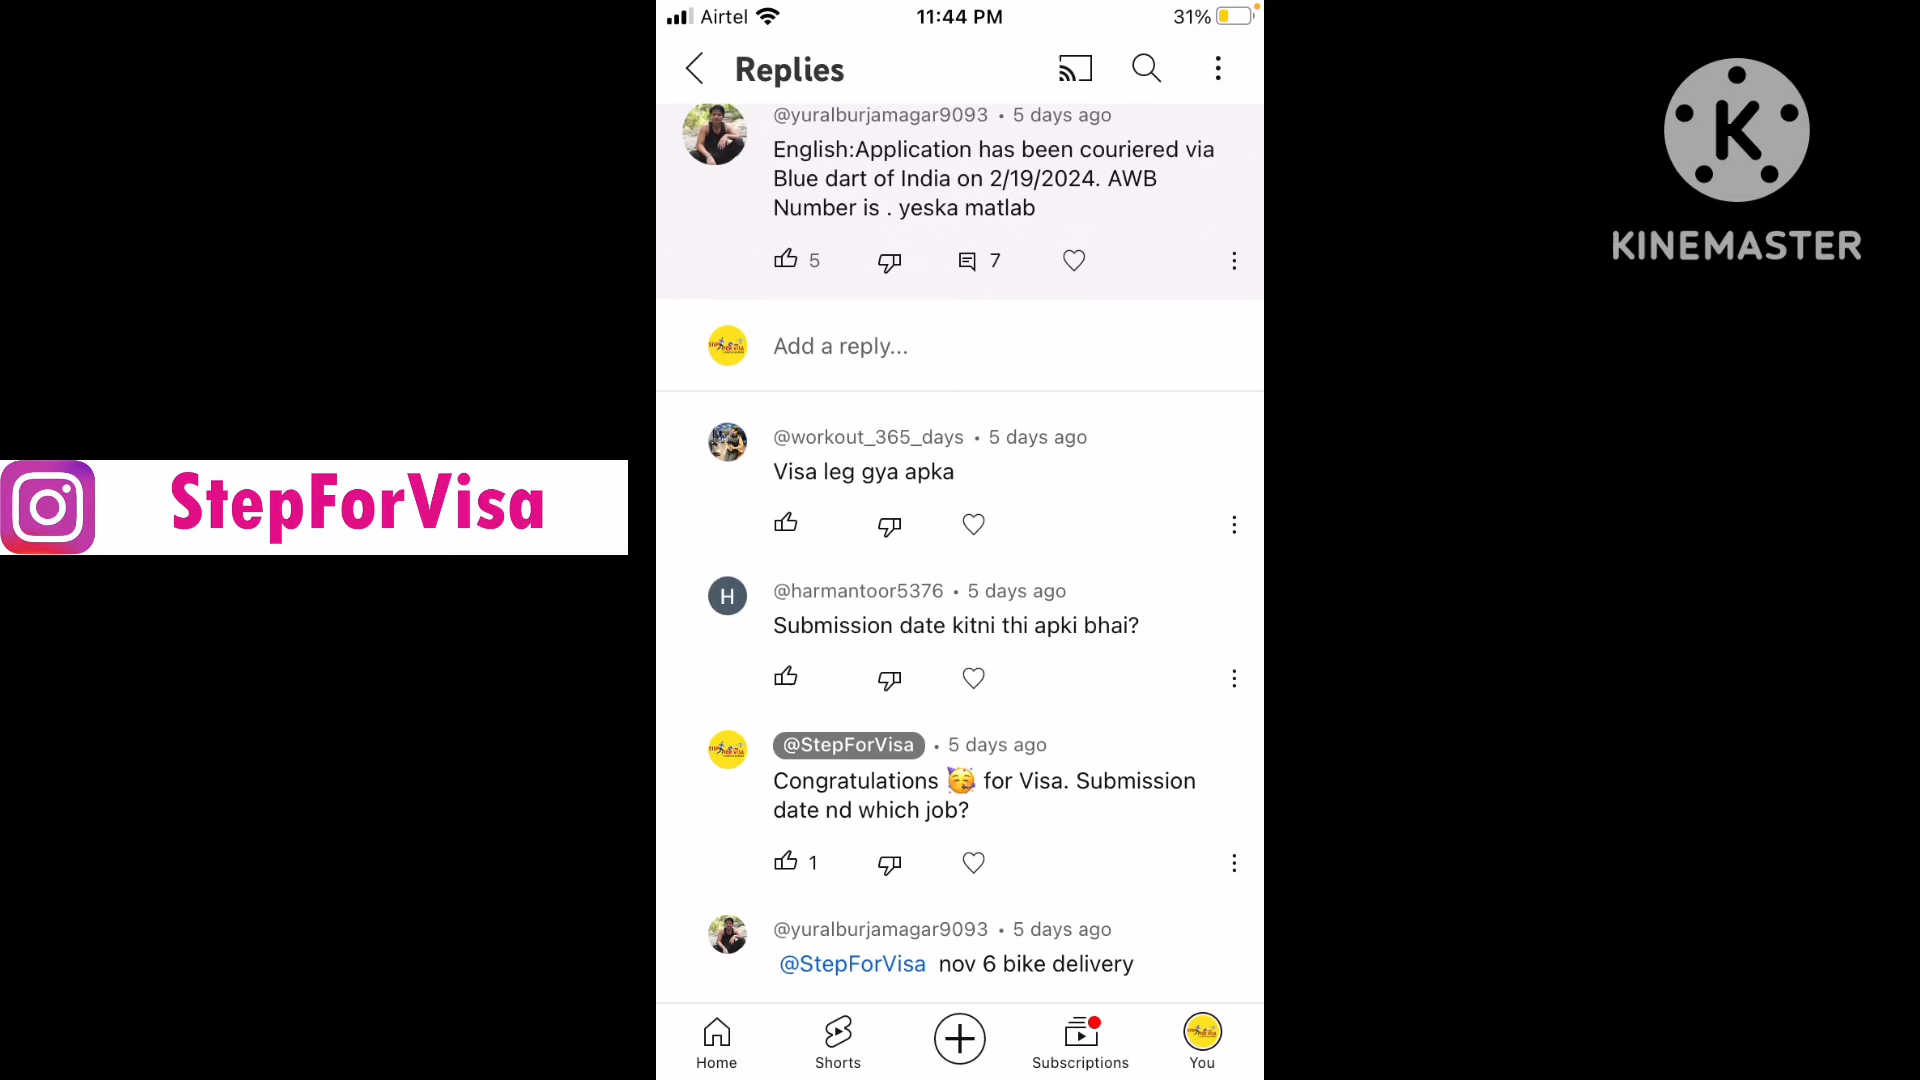 Airtel 11:44 PM 31%
Replies
@yuralburjamagar9093 • 5 days ago
English:Application has been couriered via
Blue dart of India on 2/19/2024. AWB
Number is . yeska matlab
5 7
Add a reply...
@workout_365_days • 5 days ago
Visa leg gya apka
H @harmantoor5376 • 5 days ago
Submission date kitni thi apki bhai?
@StepForVisa • 5 days ago
Congratulations 🥳 for Visa. Submission
date nd which job?
1
@yuralburjamagar9093 • 5 days ago
@StepForVisa nov 6 bike delivery
Home Shorts Subscriptions You
StepForVisa
K
KINEMASTER